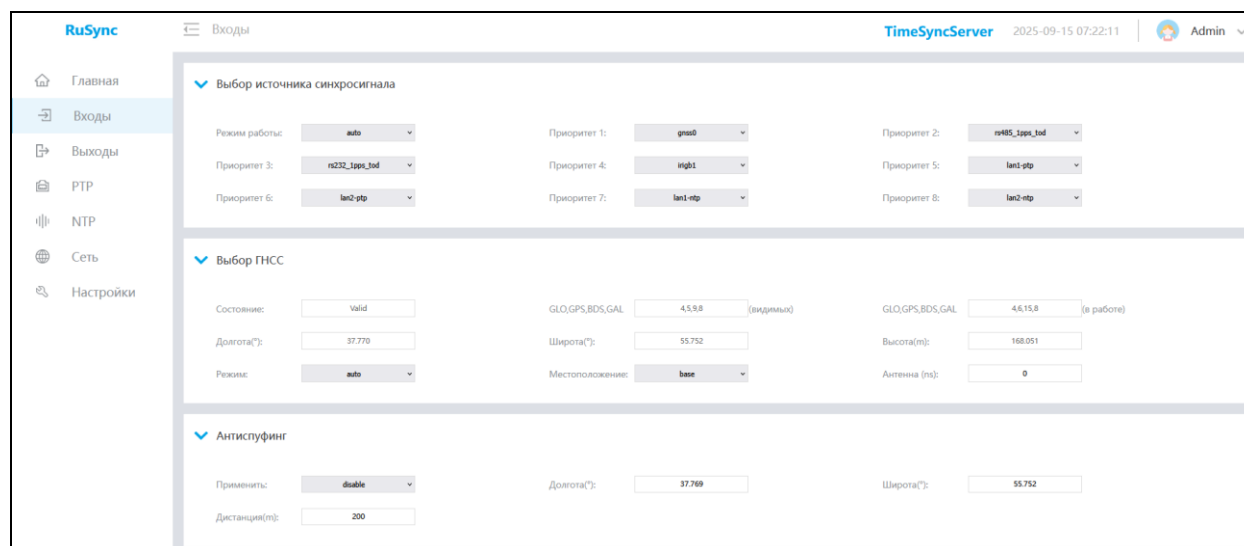 RuSync Входы TimeSyncServer 2025-09-15 07:22:11 Admin
Главная
Входы
Выходы
PTP
NTP
Сеть
Настройки
Выбор источника синхросигнала
Режим работы: auto Приоритет 1: gnss0 Приоритет 2: rs485_1pps_tod
Приоритет 3: rs232_1pps_tod Приоритет 4: irigb1 Приоритет 5: lan1-ptp
Приоритет 6: lan2-ptp Приоритет 7: lan1-ntp Приоритет 8: lan2-ntp
Выбор ГНСС
Состояние: Valid GLO,GPS,BDS,GAL 4,5,9,8 (видимых) GLO,GPS,BDS,GAL 4,6,15,8 (в работе)
Долгота(°): 37.770 Широта(°): 55.752 Высота(m): 168.051
Режим: auto Местоположение: base Антенна (ns): 0
Антиспуфинг
Применить: disable Долгота(°): 37.769 Широта(°): 55.752
Дистанция(m): 200